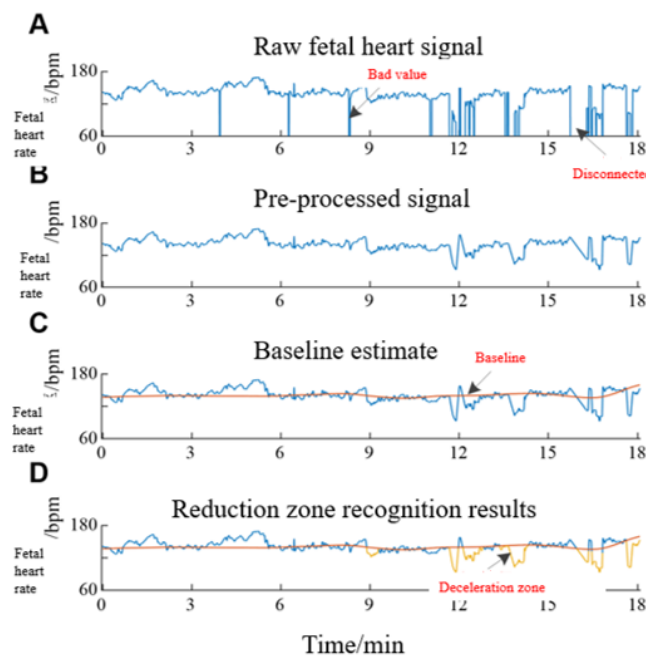 A
Raw fetal heart signal
180
/bpm
Bad value
Fetal
heart
rate
60
0
3
6
9
12
15
18
Disconnected
B
Pre-processed signal
180
/bpm
Fetal
heart
rate
60
0
3
6
9
12
15
18
C
Baseline estimate
180
/bpm
Baseline
Fetal
heart
rate
60
0
3
6
9
12
15
18
D
Reduction zone recognition results
180
/bpm
Fetal
heart
rate
Deceleration zone
60
0
3
6
9
12
15
18
Time/min